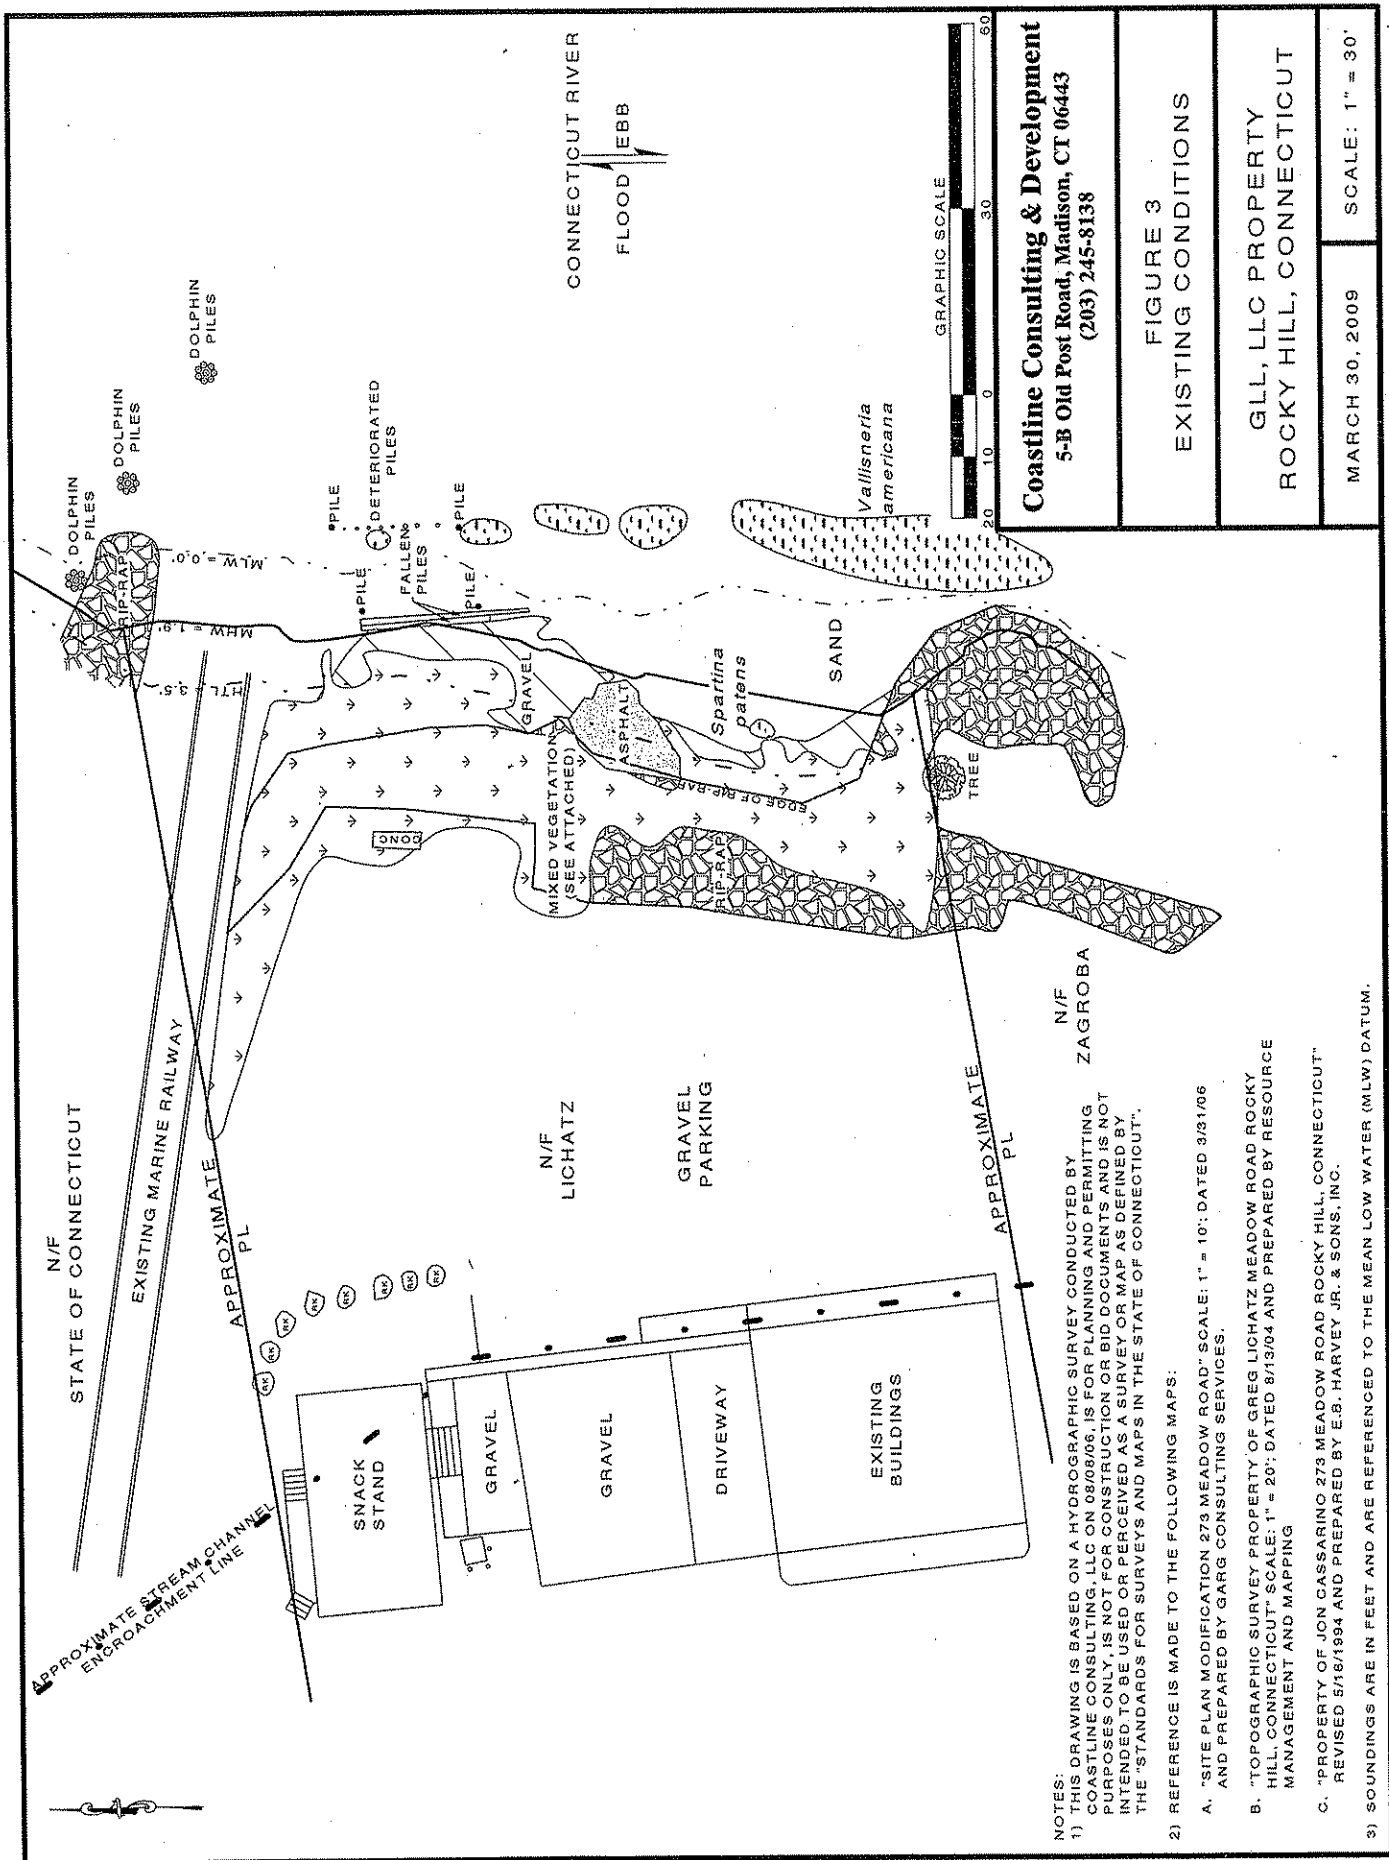 N/F
STATE OF CONNECTICUT
EXISTING MARINE RAILWAY
APPROXIMATE
PL
APPROXIMATE STREAM CHANNEL
ENCROACHMENT LINE
RK
RK
RK
RK
RK
RK
RK
SNACK
STAND
GRAVEL
GRAVEL
DRIVEWAY
EXISTING
BUILDINGS
N/F
LICHATZ
GRAVEL
PARKING
APPROXIMATE
PL
N/F
ZAGROBA
HTL = 3.5'
MHW = 1.9'
MLW = 0.0'
RIP-RAP
DOLPHIN
PILES
DOLPHIN
PILES
DOLPHIN
PILES
PILE
DETERIORATED
PILES
PILE
PILE
FALLEN
PILES
PILE
CONC
GRAVEL
MIXED VEGETATION
(SEE ATTACHED)
ASPHALT
EDGE OF RIP-RAP
RIP-RAP
Spartina
patens
SAND
TREE
Vallisneria
americana
CONNECTICUT RIVER
FLOOD EBB
GRAPHIC SCALE
20 10 0 30 60
Coastline Consulting & Development
5-B Old Post Road, Madison, CT 06443
(203) 245-8138
FIGURE 3
EXISTING CONDITIONS
GLL, LLC PROPERTY
ROCKY HILL, CONNECTICUT
MARCH 30, 2009
SCALE: 1" = 30'
NOTES:
1) THIS DRAWING IS BASED ON A HYDROGRAPHIC SURVEY CONDUCTED BY
COASTLINE CONSULTING, LLC ON 08/08/06, IS FOR PLANNING AND PERMITTING
PURPOSES ONLY, IS NOT FOR CONSTRUCTION OR BID DOCUMENTS AND IS NOT
INTENDED TO BE USED OR PERCEIVED AS A SURVEY OR MAP AS DEFINED BY
THE "STANDARDS FOR SURVEYS AND MAPS IN THE STATE OF CONNECTICUT".
2) REFERENCE IS MADE TO THE FOLLOWING MAPS:
A. "SITE PLAN MODIFICATION 273 MEADOW ROAD" SCALE: 1" = 10'; DATED 3/31/06
AND PREPARED BY GARG CONSULTING SERVICES.
B. "TOPOGRAPHIC SURVEY PROPERTY OF GREG LICHATZ MEADOW ROAD ROCKY
HILL, CONNECTICUT" SCALE: 1" = 20'; DATED 8/13/04 AND PREPARED BY RESOURCE
MANAGEMENT AND MAPPING
C. "PROPERTY OF JON CASSARINO 273 MEADOW ROAD ROCKY HILL, CONNECTICUT"
REVISED 5/18/1994 AND PREPARED BY E.B. HARVEY JR. & SONS, INC.
3) SOUNDINGS ARE IN FEET AND ARE REFERENCED TO THE MEAN LOW WATER (MLW) DATUM.